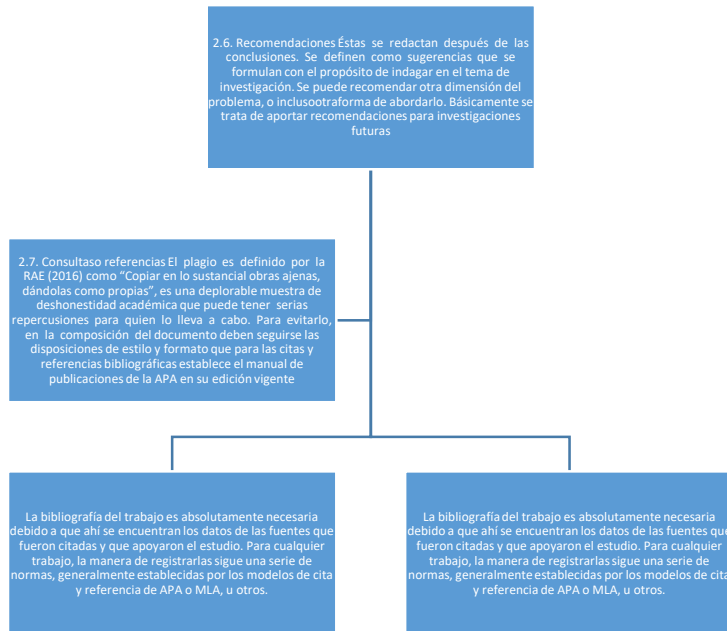 2.6. Recomendaciones Éstas se redactan después de las
conclusiones. Se definen como sugerencias que se
formulan con el propósito de indagar en el tema de
investigación. Se puede recomendar otra dimensión del
problema, o inclusootraforma de abordarlo. Básicamente se
trata de aportar recomendaciones para investigaciones
futuras
2.7. Consultaso referencias El plagio es definido por la
RAE (2016) como “Copiar en lo sustancial obras ajenas,
dándolas como propias”, es una deplorable muestra de
deshonestidad académica que puede tener serias
repercusiones para quien lo lleva a cabo. Para evitarlo,
en la composición del documento deben seguirse las
disposiciones de estilo y formato que para las citas y
referencias bibliográficas establece el manual de
publicaciones de la APA en su edición vigente
La bibliografía del trabajo es absolutamente necesaria
debido a que ahí se encuentran los datos de las fuentes que
fueron citadas y que apoyaron el estudio. Para cualquier
trabajo, la manera de registrarlas sigue una serie de
normas, generalmente establecidas por los modelos de cita
y referencia de APA o MLA, u otros.
La bibliografía del trabajo es absolutamente necesaria
debido a que ahí se encuentran los datos de las fuentes que
fueron citadas y que apoyaron el estudio. Para cualquier
trabajo, la manera de registrarlas sigue una serie de
normas, generalmente establecidas por los modelos de cita
y referencia de APA o MLA, u otros.